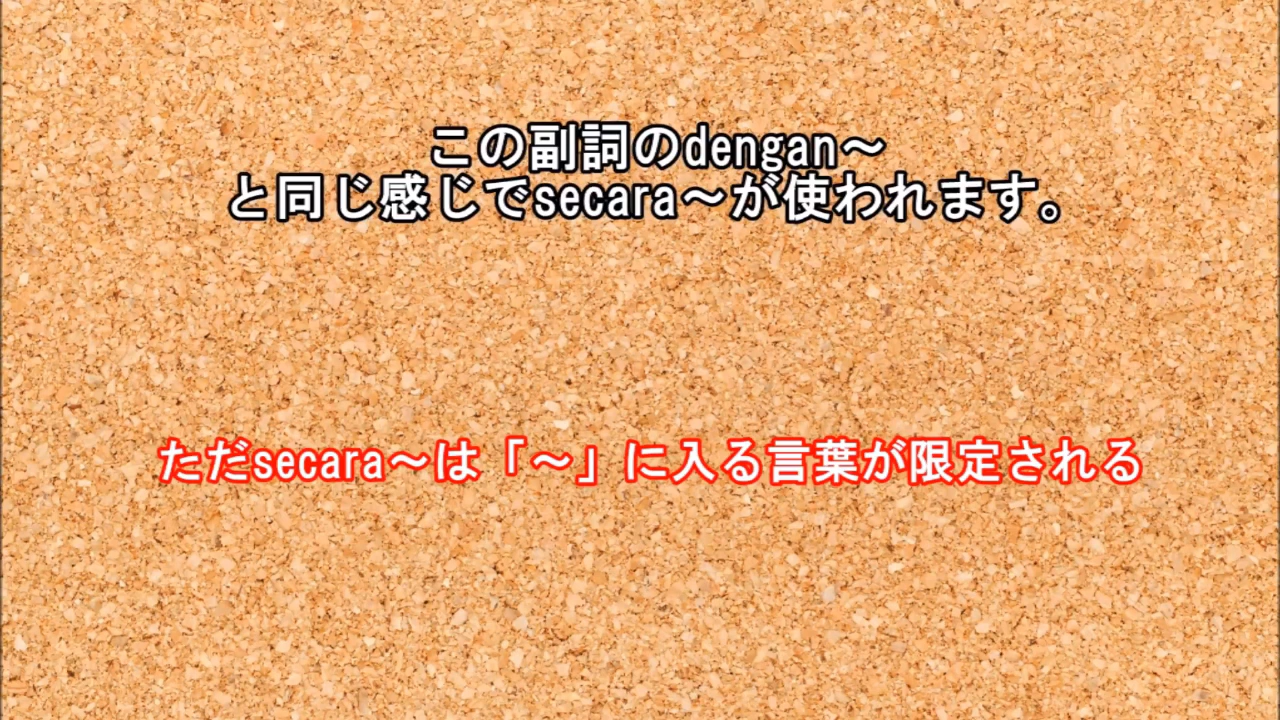 この副詞のdengan～
と同じ感じでsecara～が使われます。
ただsecara～は「～」に入る言葉が限定される